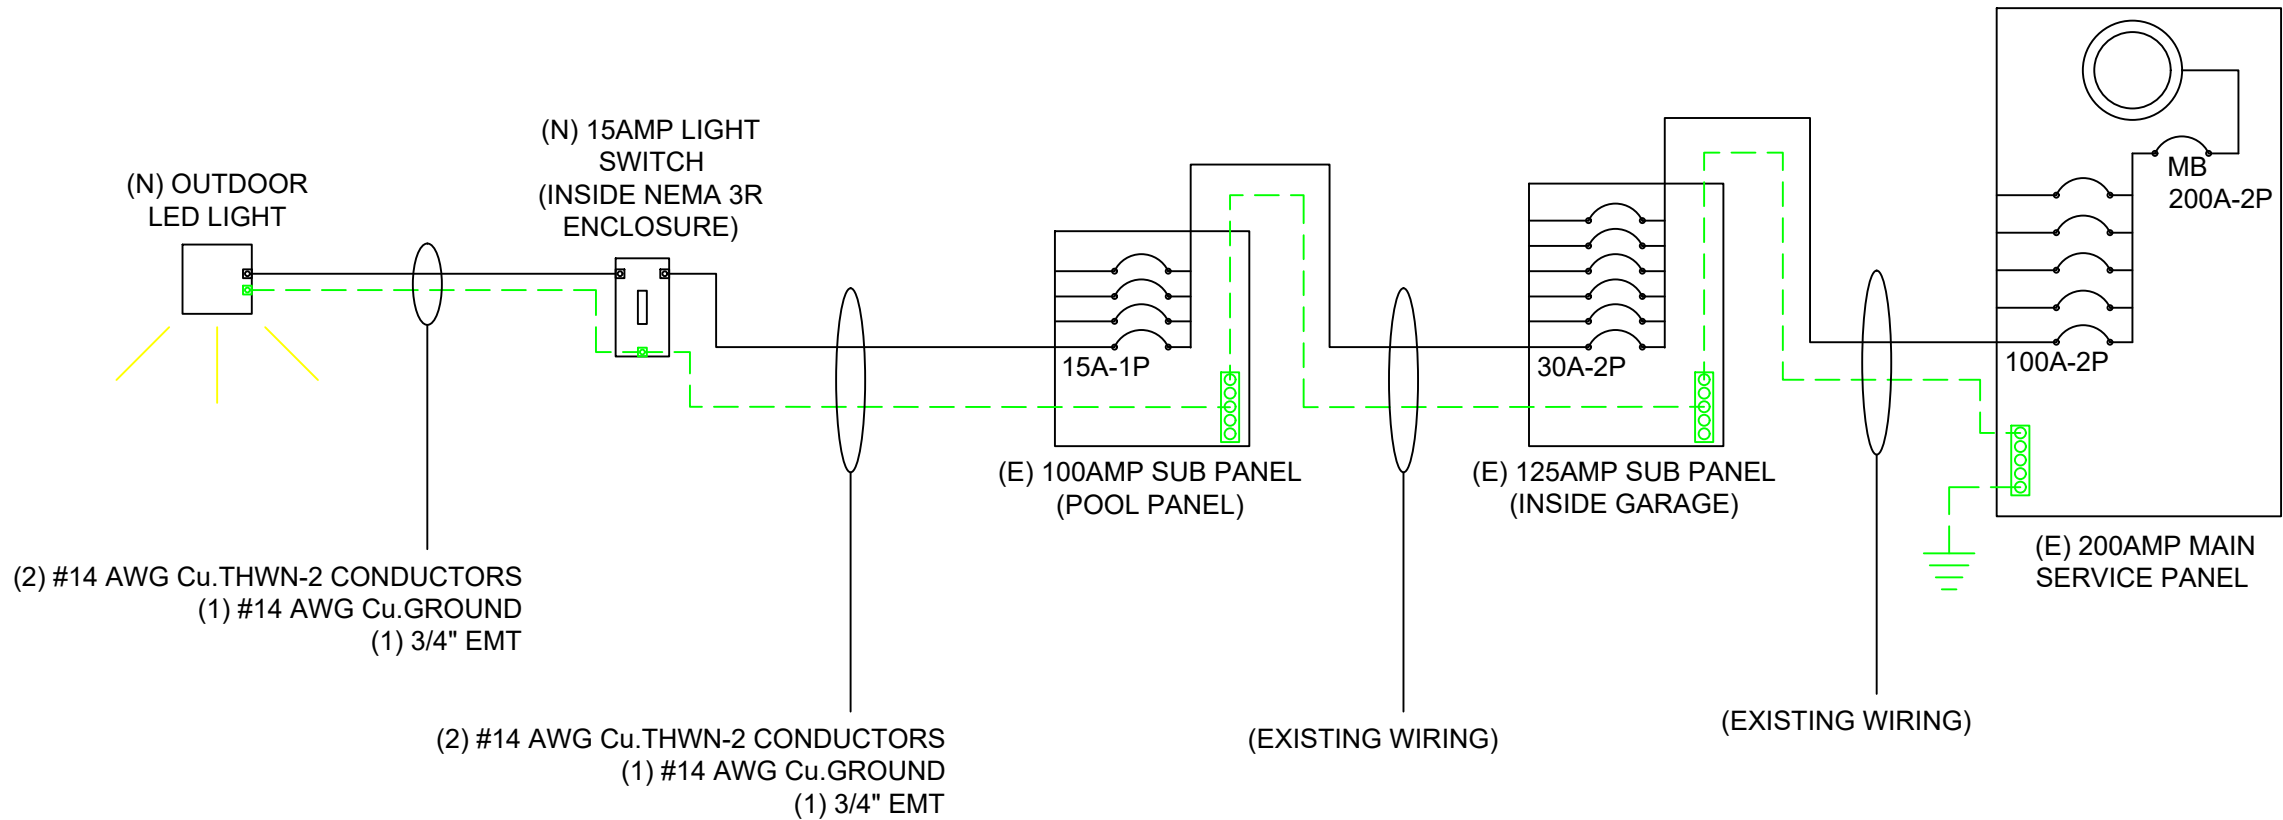 (N) OUTDOOR
LED LIGHT
(N) 15AMP LIGHT
SWITCH
(INSIDE NEMA 3R
ENCLOSURE)
MB
200A-2P
15A-1P
30A-2P
100A-2P
(E) 100AMP SUB PANEL
(POOL PANEL)
(E) 125AMP SUB PANEL
(INSIDE GARAGE)
(E) 200AMP MAIN
SERVICE PANEL
(2) #14 AWG Cu.THWN-2 CONDUCTORS
(1) #14 AWG Cu.GROUND
(1) 3/4" EMT
(2) #14 AWG Cu.THWN-2 CONDUCTORS
(1) #14 AWG Cu.GROUND
(1) 3/4" EMT
(EXISTING WIRING)
(EXISTING WIRING)